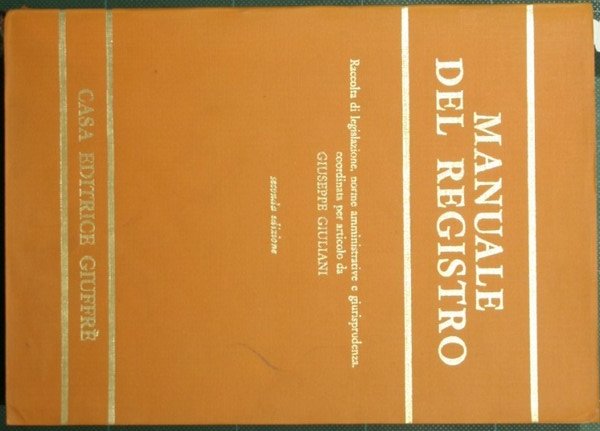 MANUALE
DEL REGISTRO
Raccolta di legislazione, norme amministrative e giurisprudenza,
coordinata per articolo da
GIUSEPPE GIULIANI
seconda edizione
CASA EDITRICE GIUFFRÈ